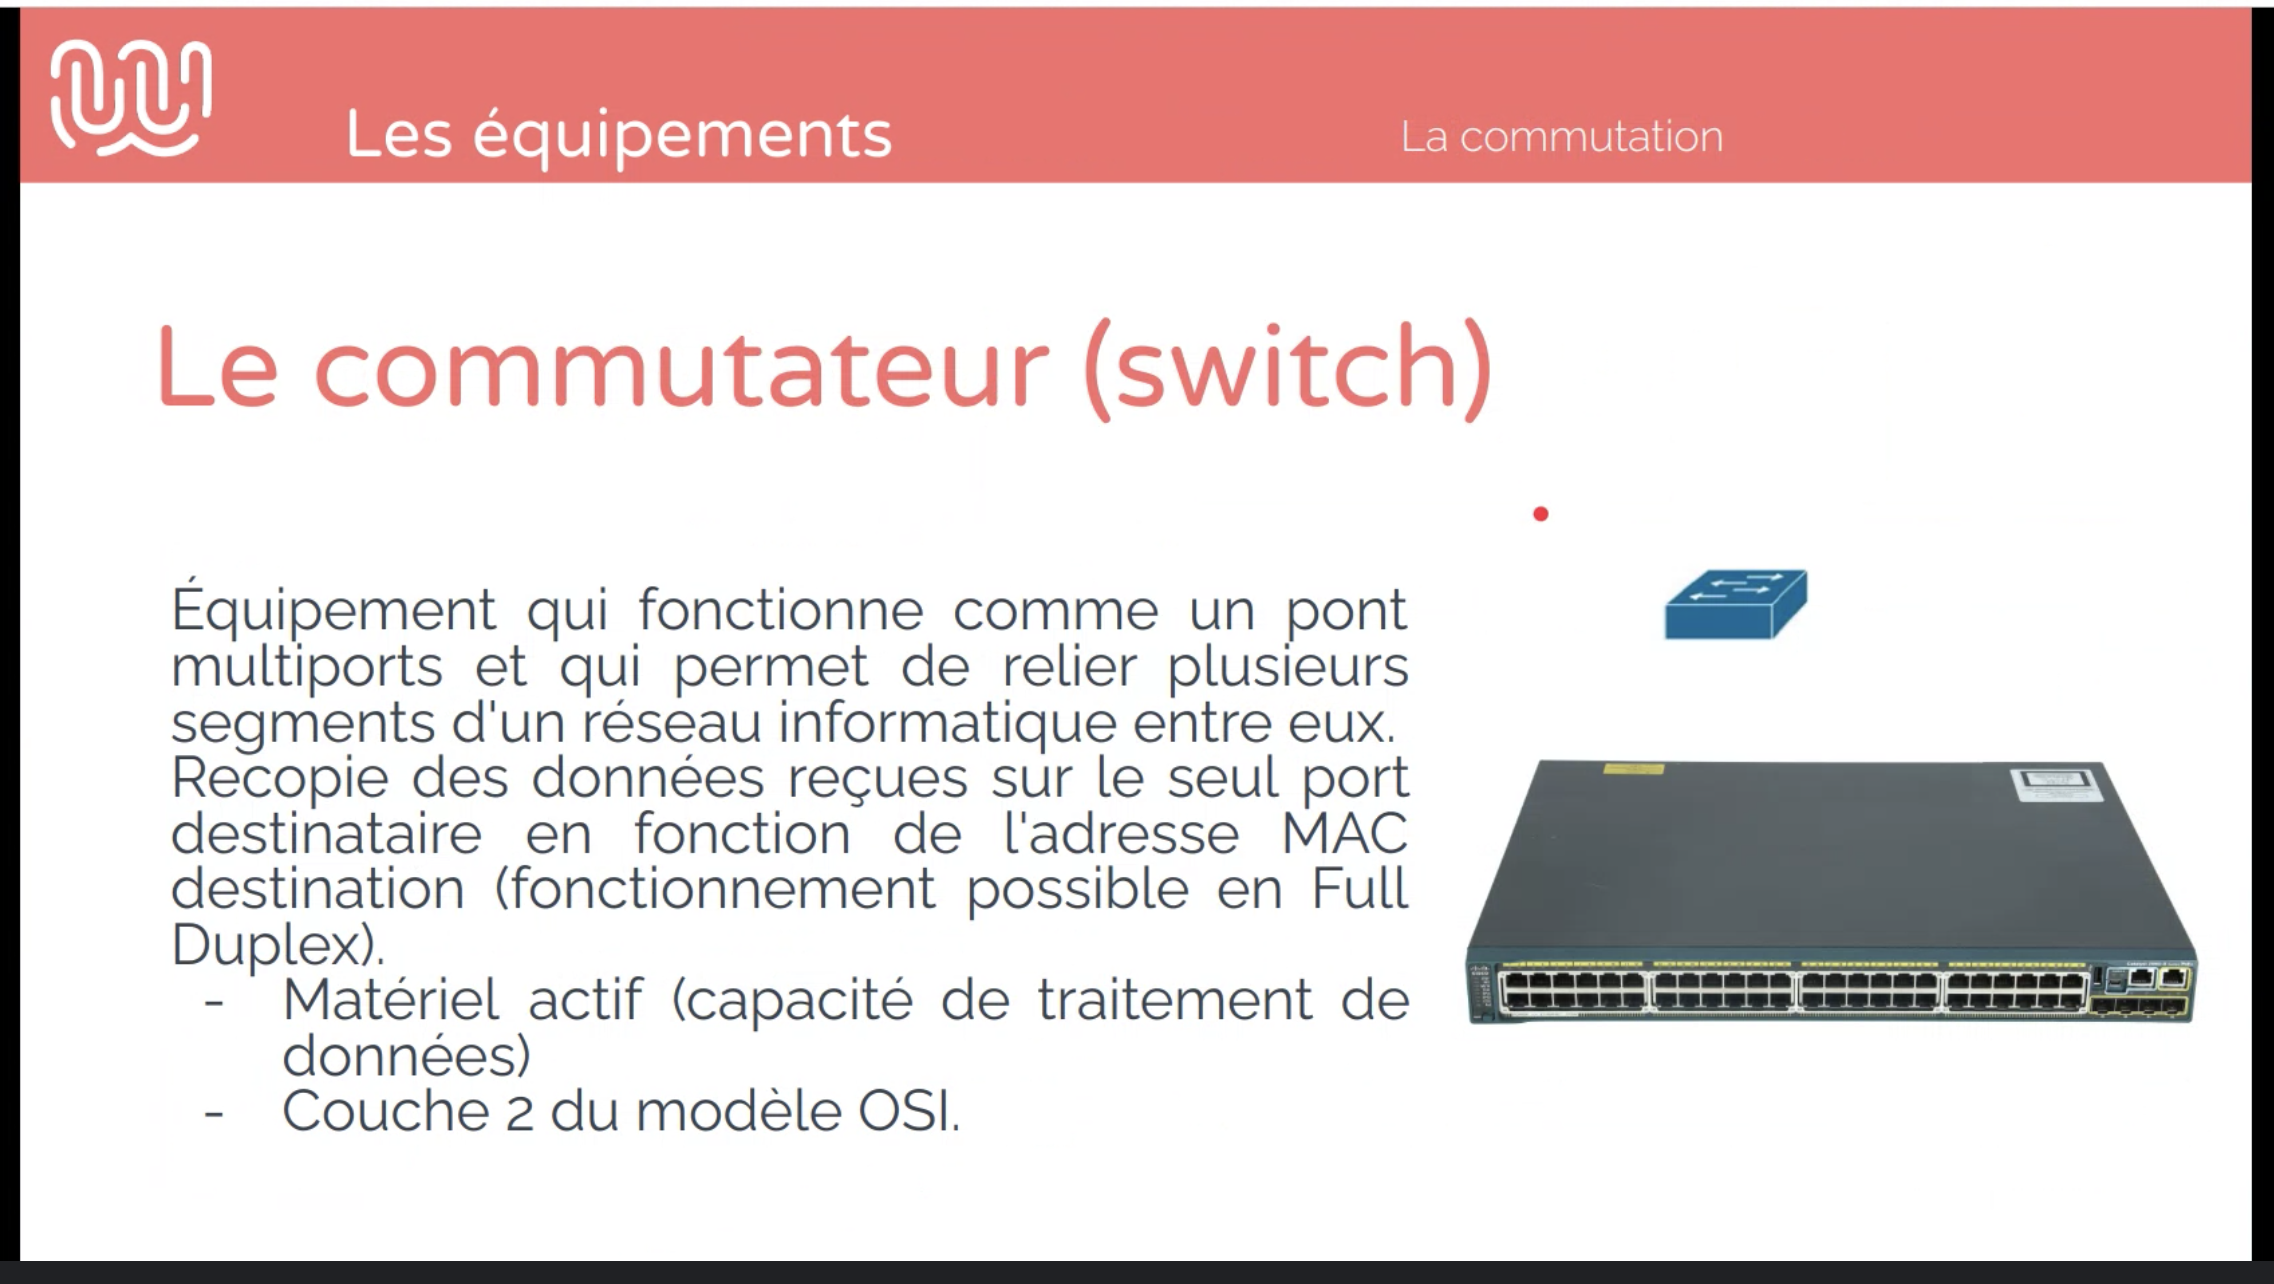 Les équipements
La commutation
Le commutateur (switch)
Équipement qui fonctionne comme un pont
multiports et qui permet de relier plusieurs
segments d'un réseau informatique entre eux.
Recopie des données reçues sur le seul port
destinataire en fonction de l'adresse MAC
destination (fonctionnement possible en Full
Duplex).
- Matériel actif (capacité de traitement de
données)
- Couche 2 du modèle OSI.